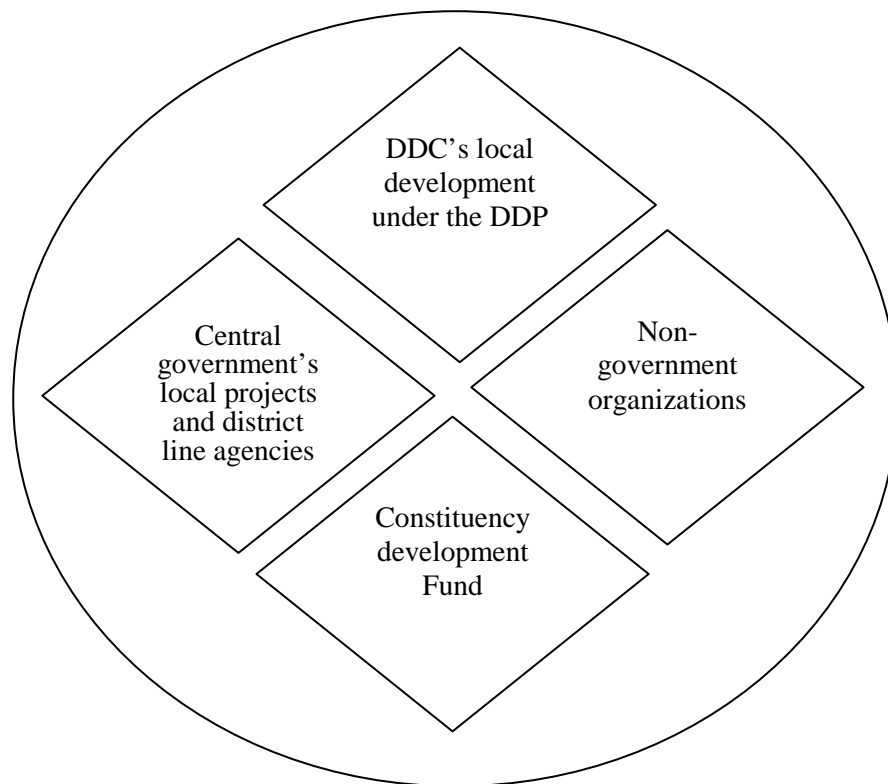 DDC’s local
development
under the DDP
Central
government’s
local projects
and district
line agencies
Non-
government
organizations
Constituency
development
Fund